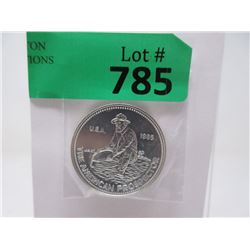 TON
TIONS
Lot #
785
U.S.A.
1985
THE AMERICAN PROSPECTOR